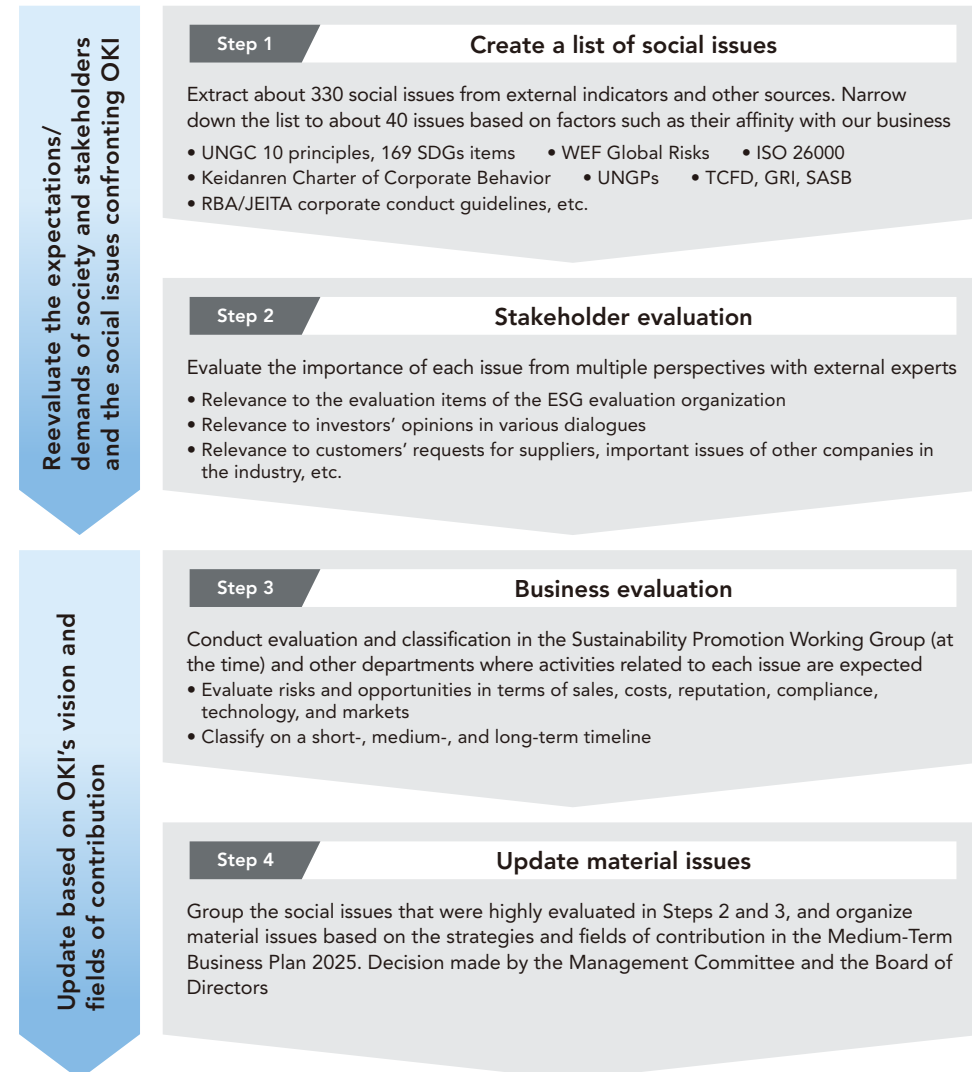 Reevaluate the expectations/
demands of society and stakeholders
and the social issues confronting OKI
Step 1
Create a list of social issues
Extract about 330 social issues from external indicators and other sources. Narrow
down the list to about 40 issues based on factors such as their affinity with our business
• UNGC 10 principles, 169 SDGs items • WEF Global Risks • ISO 26000
• Keidanren Charter of Corporate Behavior • UNGPs • TCFD, GRI, SASB
• RBA/JEITA corporate conduct guidelines, etc.
Step 2
Stakeholder evaluation
Evaluate the importance of each issue from multiple perspectives with external experts
• Relevance to the evaluation items of the ESG evaluation organization
• Relevance to investors’ opinions in various dialogues
• Relevance to customers’ requests for suppliers, important issues of other companies in
the industry, etc.
Update based on OKI’s vision and
fields of contribution
Step 3
Business evaluation
Conduct evaluation and classification in the Sustainability Promotion Working Group (at
the time) and other departments where activities related to each issue are expected
• Evaluate risks and opportunities in terms of sales, costs, reputation, compliance,
technology, and markets
• Classify on a short-, medium-, and long-term timeline
Step 4
Update material issues
Group the social issues that were highly evaluated in Steps 2 and 3, and organize
material issues based on the strategies and fields of contribution in the Medium-Term
Business Plan 2025. Decision made by the Management Committee and the Board of
Directors